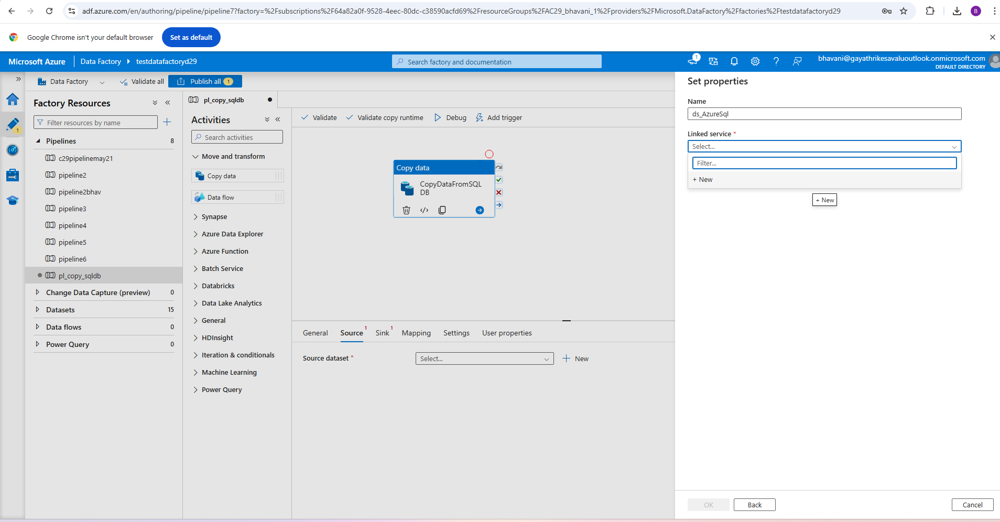 adf.azure.com/en/authoring/pipeline/pipeline7?factory=%2Fsubscriptions%2F64a82a0f-9528-4eec-80dc-c38590acfd69%2FresourceGroups%2FAC29_bhavani_1%2Fproviders%2FMicrosoft.DataFactory%2Ffactories%2Ftestdatafactoryd29
B
Google Chrome isn't your default browser
Set as default
Microsoft Azure
Data Factory
testdatafactoryd29
Search factory and documentation
1
bhavani@gayathrikesavaluoutlook.onmicrosoft.com
DEFAULT DIRECTORY
Data Factory
Validate all
Publish all 1
1
Factory Resources
Filter resources by name
Pipelines 8
c29pipelinemay21
pipeline2
pipeline2bhav
pipeline3
pipeline4
pipeline5
pipeline6
pl_copy_sqldb
Change Data Capture (preview) 0
Datasets 15
Data flows 0
Power Query 0
pl_copy_sqldb
Activities
Search activities
Move and transform
Copy data
Data flow
Synapse
Azure Data Explorer
Azure Function
Batch Service
Databricks
Data Lake Analytics
General
HDInsight
Iteration & conditionals
Machine Learning
Power Query
Validate
Validate copy runtime
Debug
Add trigger
Copy data
CopyDataFromSQL
DB
General
Source 1
Sink 1
Mapping
Settings
User properties
Source dataset *
Select...
New
Set properties
Name
ds_AzureSql
Linked service *
Select...
Filter...
+ New
+ New
OK
Back
Cancel